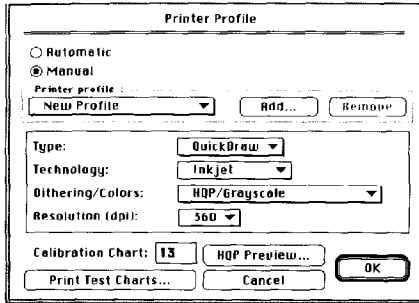 Printer Profile
Automatic
Manual
Printer profile
New Profile Add... Remove
Type: QuickDraw
Technology: Inkjet
Dithering/Colors: HQP/Grayscale
Resolution (dpi): 360
Calibration Chart: 13 HQP Preview...
Print Test Charts... Cancel OK